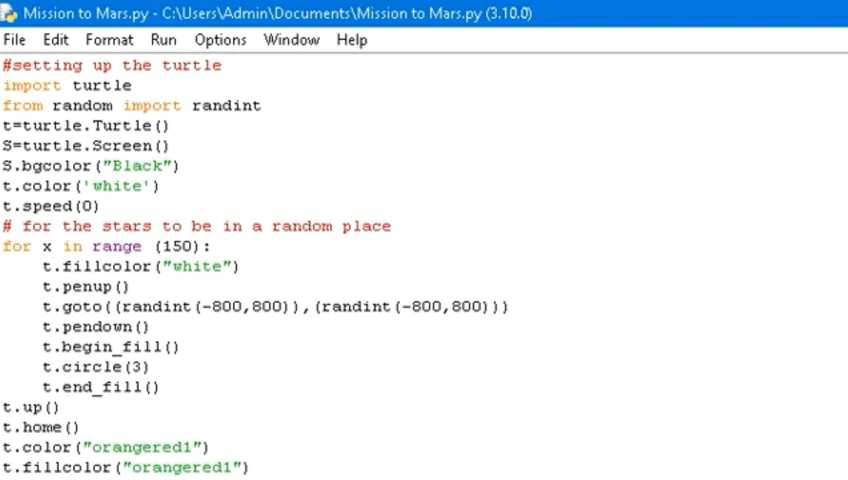 Mission to Mars.py - C:\Users\Admin\Documents\Mission to Mars.py (3.10.0)
File Edit Format Run Options Window Help
#setting up the turtle
import turtle
from random import randint
t=turtle.Turtle()
S=turtle.Screen()
S.bgcolor("Black")
t.color('white')
t.speed(0)
# for the stars to be in a random place
for x in range (150):
    t.fillcolor("white")
    t.penup()
    t.goto((randint(-800,800)),(randint(-800,800)))
    t.pendown()
    t.begin_fill()
    t.circle(3)
    t.end_fill()
t.up()
t.home()
t.color("orangered1")
t.fillcolor("orangered1")